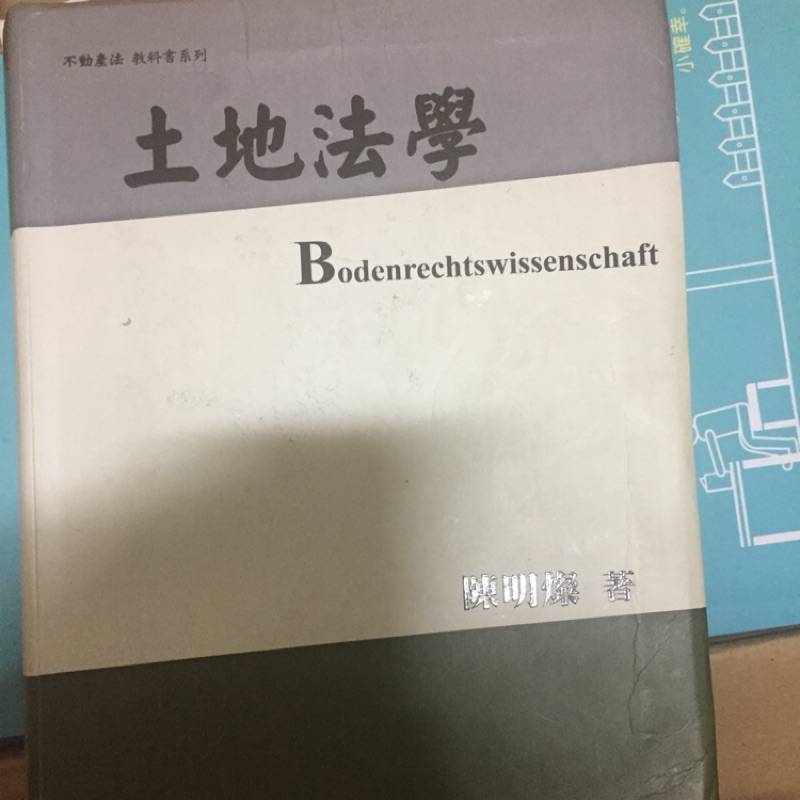 不動產法 教科書系列
土地法學
Bodenrechtswissenschaft
陳明燦 著
小確幸。